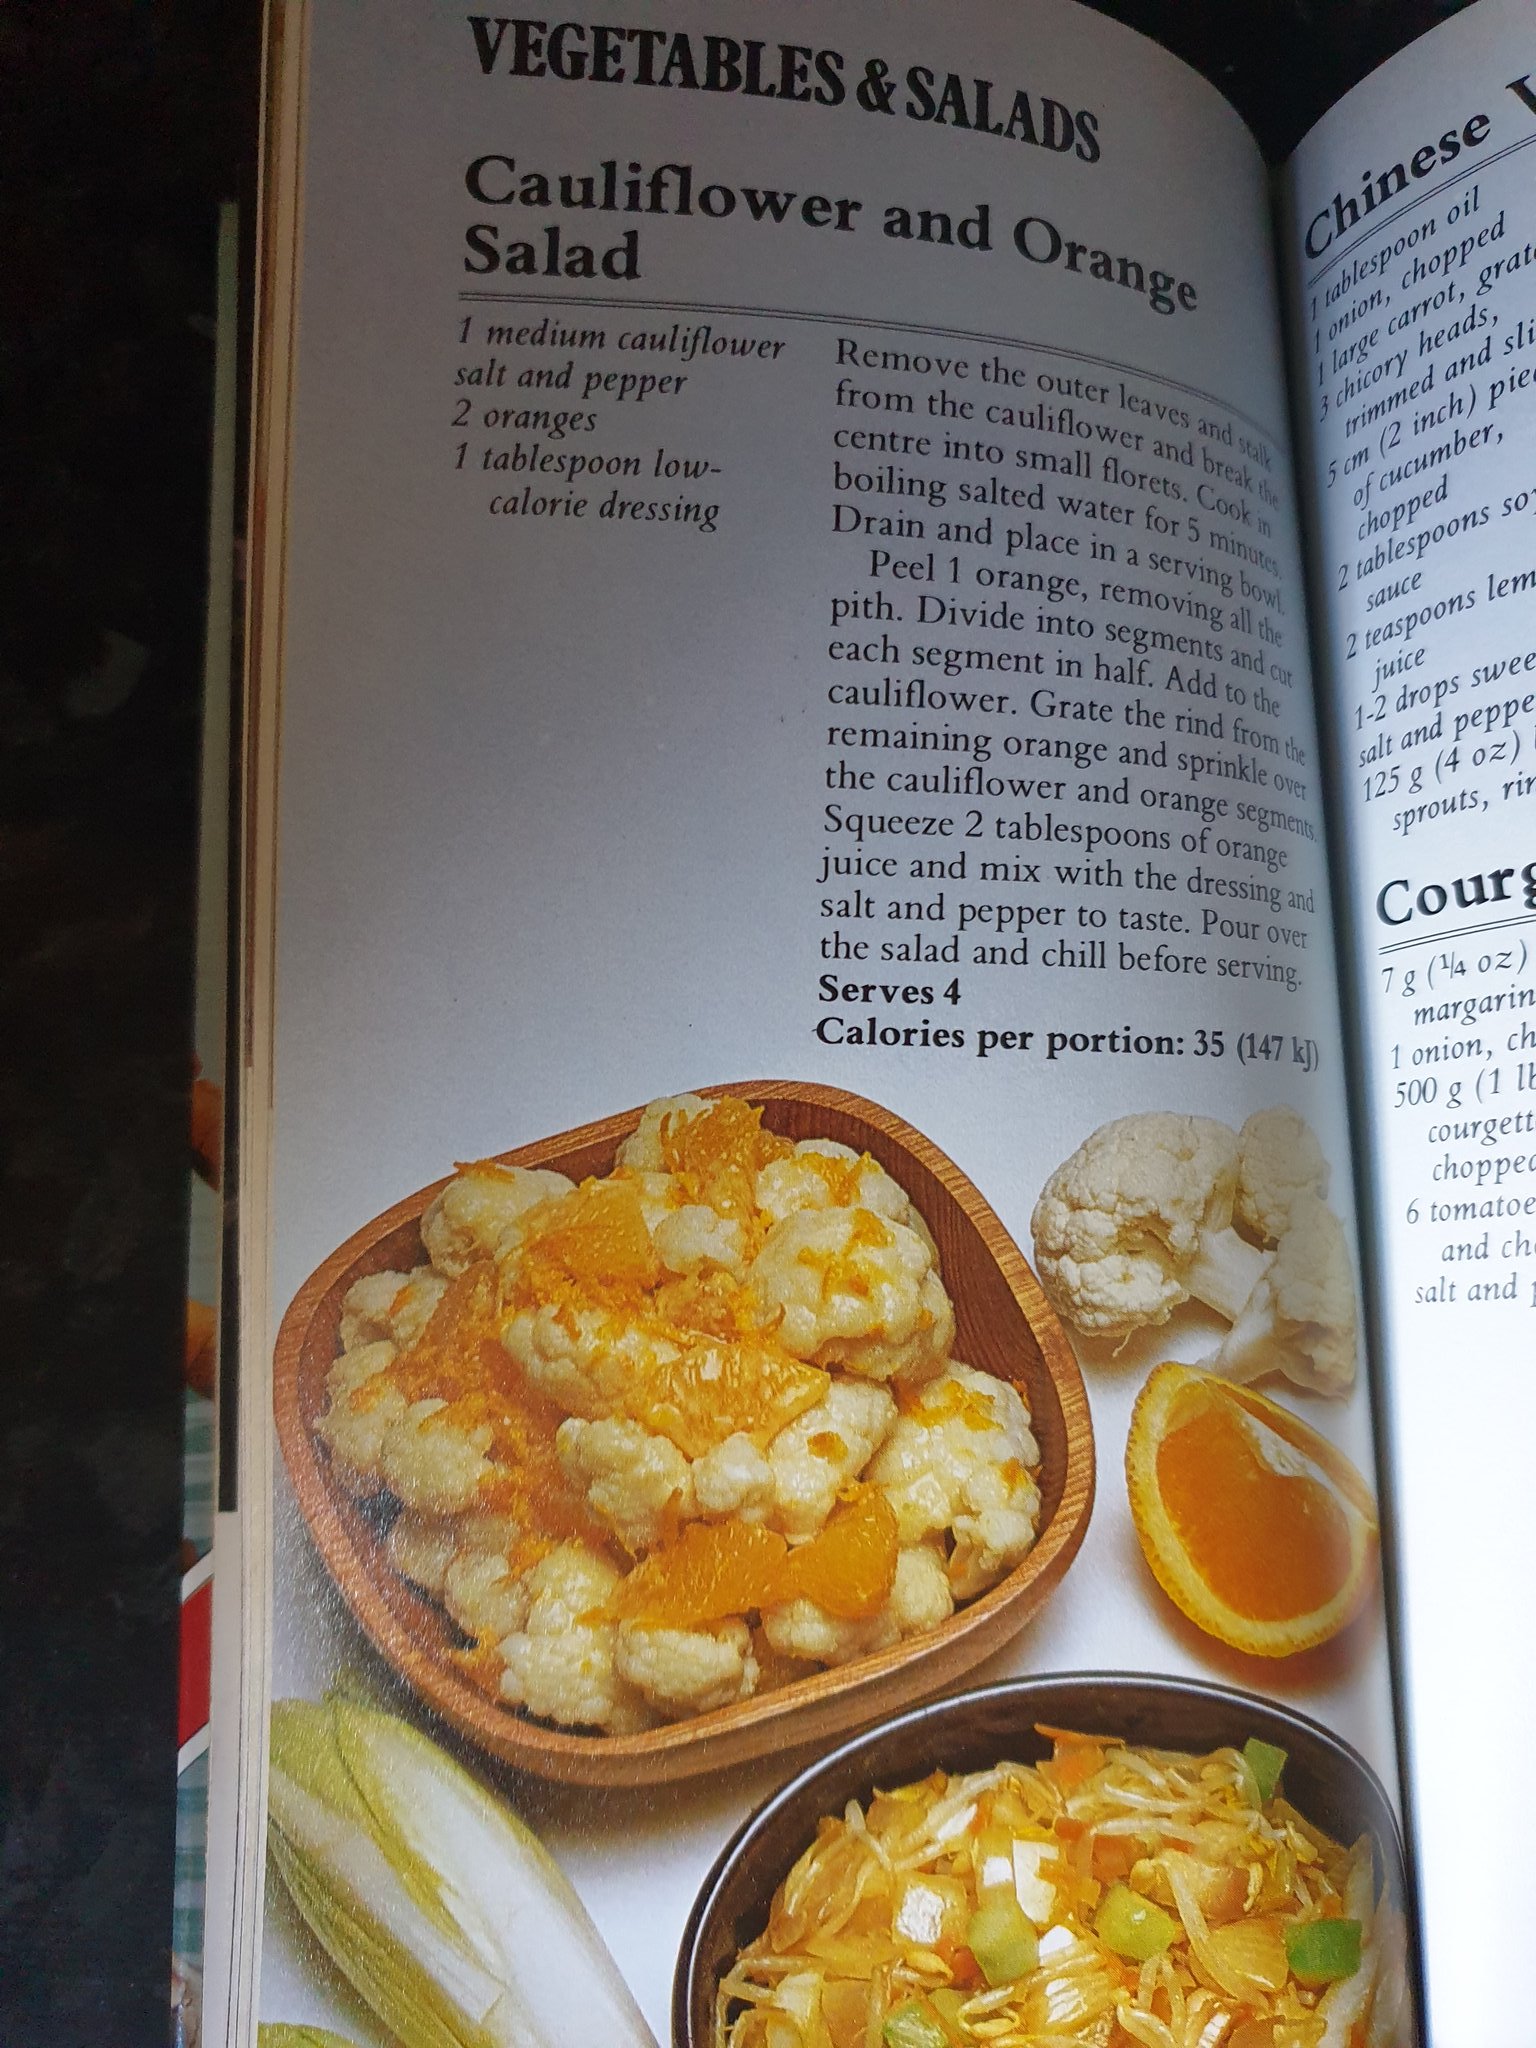 VEGETABLES & SALADS
Cauliflower and Orange
Salad
1 medium cauliflower
salt and pepper
2 oranges
1 tablespoon low-
calorie dressing
Remove the outer leaves and stalk
from the cauliflower and break the
centre into small florets. Cook in
boiling salted water for 5 minutes.
Drain and place in a serving bowl.
Peel 1 orange, removing all the
pith. Divide into segments and cut
each segment in half. Add to the
cauliflower. Grate the rind from the
remaining orange and sprinkle over
the cauliflower and orange segments.
Squeeze 2 tablespoons of orange
juice and mix with the dressing and
salt and pepper to taste. Pour over
the salad and chill before serving.
Serves 4
Calories per portion: 35 (147 kJ)
Chinese
1 tablespoon oil
1 onion, chopped
1 large carrot,
3 chicory heads,
trimmed and
5 cm (2 inch)
of cucumber,
chopped
2 tablespoons
sauce
2 teaspoons
juice
1-2 drops
salt and
125 g (4 oz)
sprouts,
7 g (¼ oz)
1 onion,
500 g (1
6
and
salt and